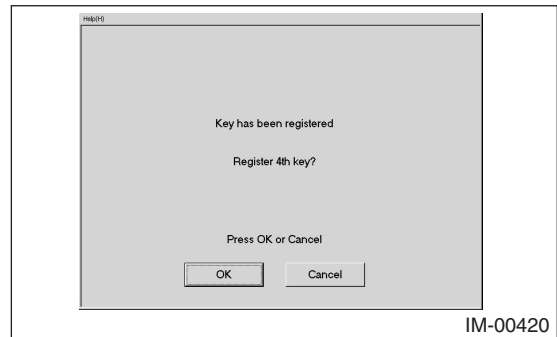 Help(H)
Key has been registered
Register 4th key?
Press OK or Cancel
OK
Cancel
IM-00420